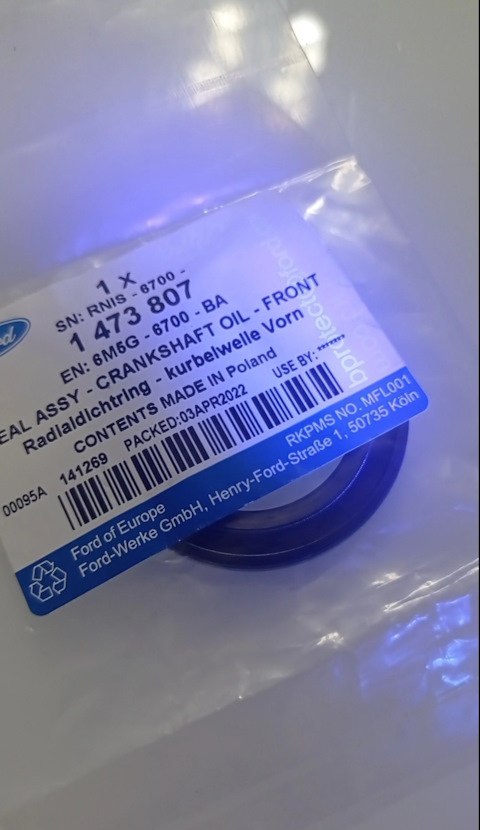 1 X
SN: RNIS - 6700 -
1 473 807
EN: 6M5G - 6700 - BA
EAL ASSY - CRANKSHAFT OIL - FRONT
Radialdichtring - kurbelwelle Vorn
CONTENTS MADE IN Poland
PACKED:03APR2022 USE BY: *******
00095A 141269
RKPMS NO. MFL001
Ford of Europe
Ford-Werke GmbH, Henry-Ford-Straße 1, 50735 Köln
bprotect